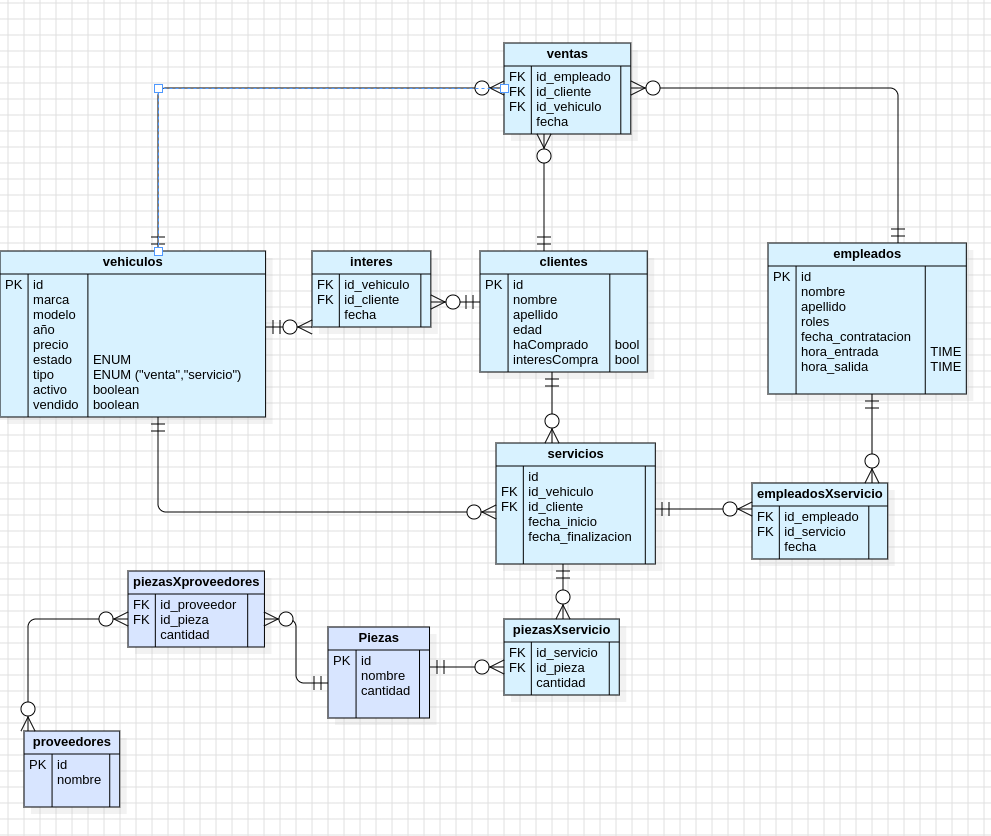 ventas
FK id_empleado
FK id_cliente
FK id_vehiculo
fecha
vehiculos
PK id
marca
modelo
año
precio
estado ENUM
tipo ENUM ("venta","servicio")
activo boolean
vendido boolean
interes
FK id_vehiculo
FK id_cliente
fecha
clientes
PK id
nombre
apellido
edad
haComprado bool
interesCompra bool
empleados
PK id
nombre
apellido
roles
fecha_contratacion
hora_entrada TIME
hora_salida TIME
servicios
id
FK id_vehiculo
FK id_cliente
fecha_inicio
fecha_finalizacion
empleadosXservicio
FK id_empleado
FK id_servicio
fecha
piezasXproveedores
FK id_proveedor
FK id_pieza
cantidad
Piezas
PK id
nombre
cantidad
piezasXservicio
FK id_servicio
FK id_pieza
cantidad
proveedores
PK id
nombre